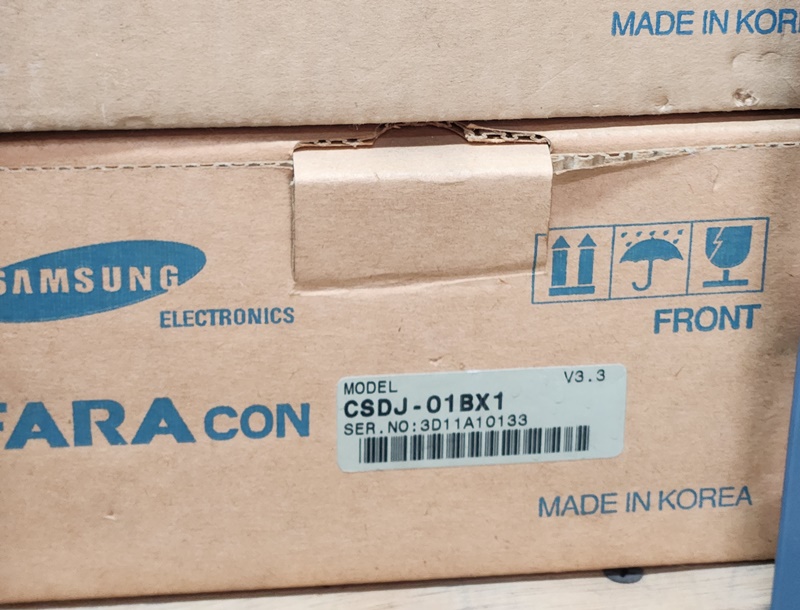 MADE IN KOR
SAMSUNG
ELECTRONICS
FRONT
FARA CON
MODEL V3.3
CSDJ-01BX1
SER.NO:3D11A10133
MADE IN KOREA